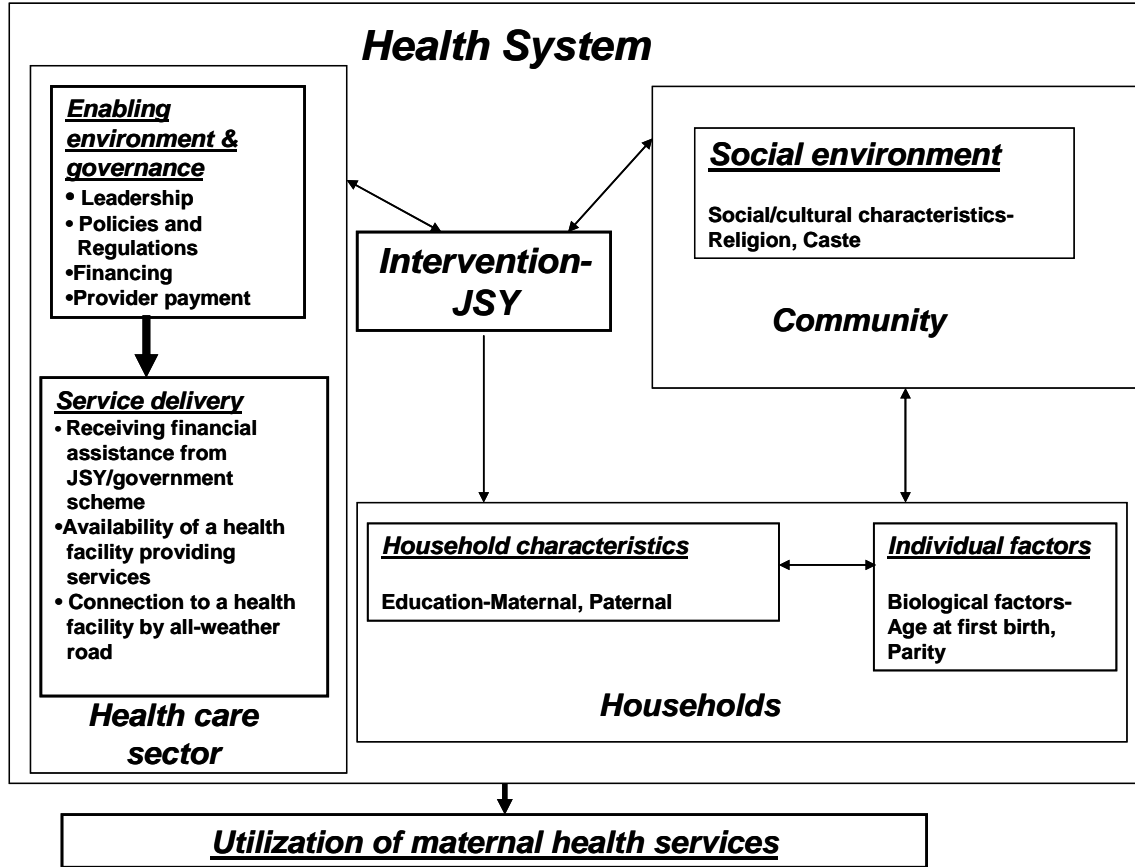 Health System
Enabling
environment &
governance
• Leadership
• Policies and
Regulations
•Financing
•Provider payment
Service delivery
• Receiving financial
assistance from
JSY/government
scheme
•Availability of a health
facility providing
services
• Connection to a health
facility by all-weather
road
Health care
sector
Intervention-
JSY
Social environment
Social/cultural characteristics-
Religion, Caste
Community
Household characteristics
Education-Maternal, Paternal
Individual factors
Biological factors-
Age at first birth,
Parity
Households
Utilization of maternal health services